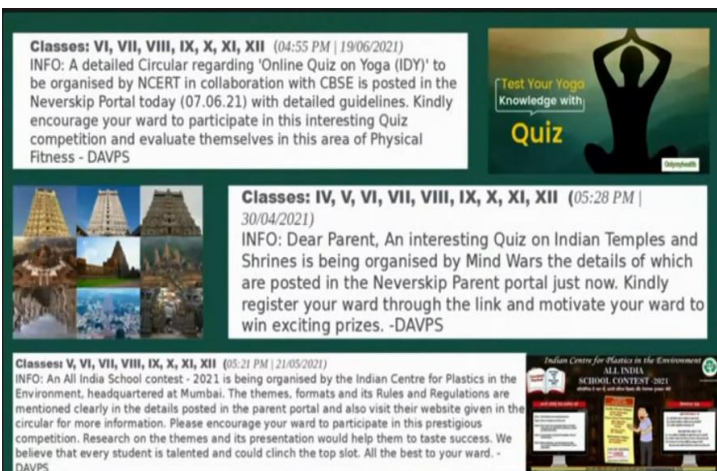 Classes: VI, VII, VIII, IX, X, XI, XII (04:55 PM | 19/06/2021)
INFO: A detailed Circular regarding 'Online Quiz on Yoga (IDY)' to
be organised by NCERT in collaboration with CBSE is posted in the
Neverskip Portal today (07.06.21) with detailed guidelines. Kindly
encourage your ward to participate in this interesting Quiz
competition and evaluate themselves in this area of Physical
Fitness - DAVPS
Test Your Yoga
Knowledge with
Quiz
Onlymyhealth
Classes: IV, V, VI, VII, VIII, IX, X, XI, XII (05:28 PM |
30/04/2021)
INFO: Dear Parent, An interesting Quiz on Indian Temples and
Shrines is being organised by Mind Wars the details of which
are posted in the Neverskip Parent portal just now. Kindly
register your ward through the link and motivate your ward to
win exciting prizes. -DAVPS
Classes: V, VI, VII, VIII, IX, X, XI, XII (05:21 PM | 21/05/2021)
INFO: An All India School contest - 2021 is being organised by the Indian Centre for Plastics in the
Environment, headquartered at Mumbai. The themes, formats and its Rules and Regulations are
mentioned clearly in the details posted in the parent portal and also visit their website given in the
circular for more information. Please encourage your ward to participate in this prestigious
competition. Research on the themes and its presentation would help them to taste success. We
believe that every student is talented and could clinch the top slot. All the best to your ward. -
DAVPS
Indian Centre for Plastics in the Environment
ALL INDIA
SCHOOL CONTEST -2021